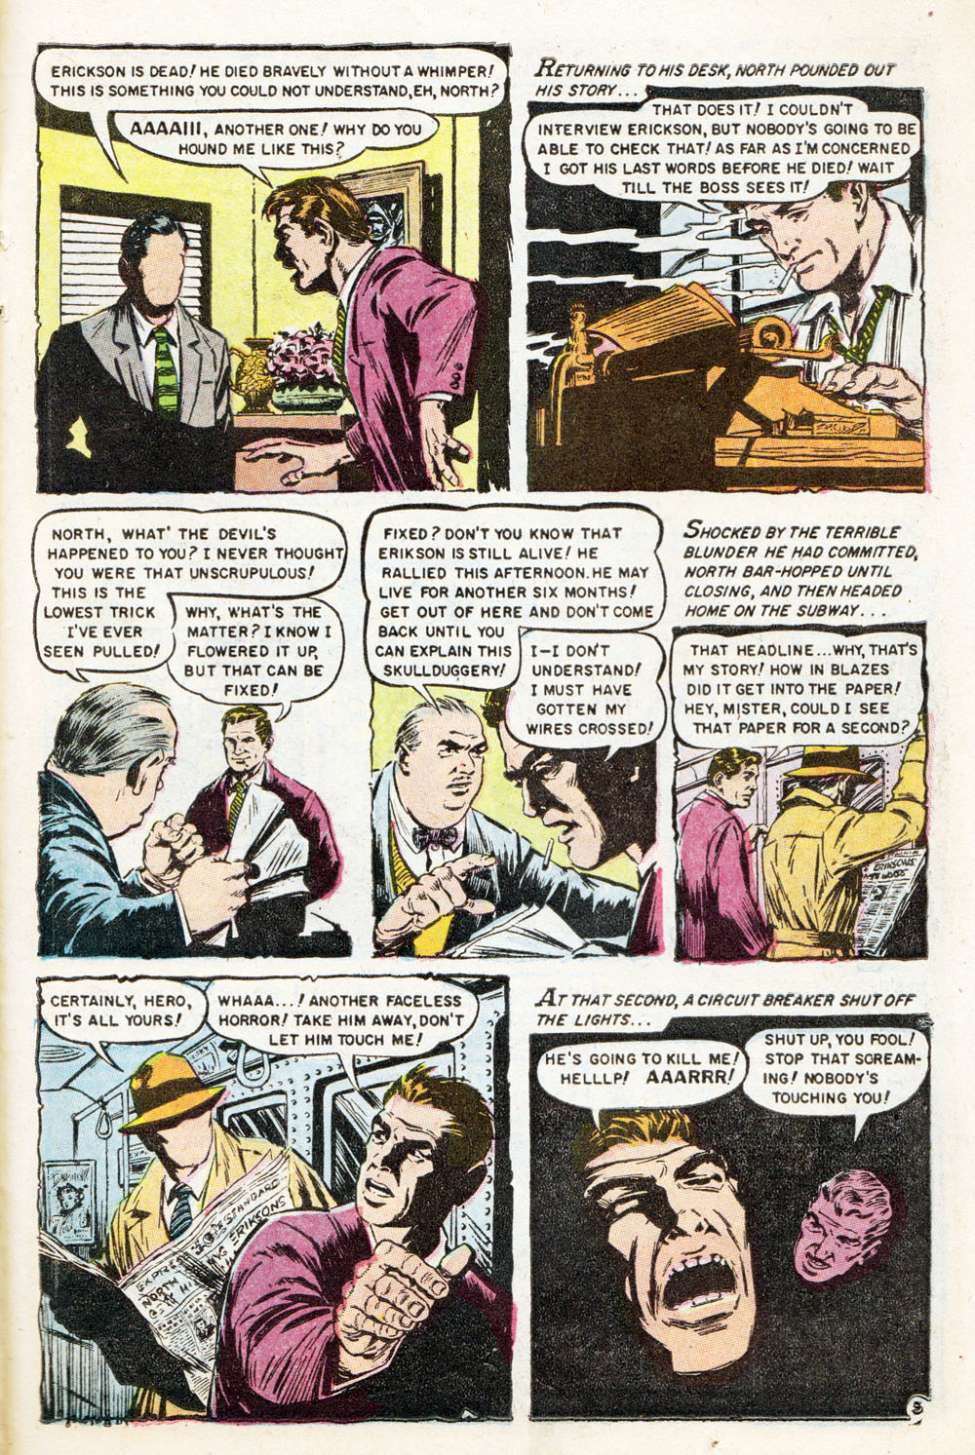 ERICKSON IS DEAD! HE DIED BRAVELY WITHOUT A WHIMPER!
THIS IS SOMETHING YOU COULD NOT UNDERSTAND, EH, NORTH?
AAAAIII, ANOTHER ONE! WHY DO YOU
HOUND ME LIKE THIS?
RETURNING TO HIS DESK, NORTH POUNDED OUT
HIS STORY...
THAT DOES IT! I COULDN'T
INTERVIEW ERICKSON, BUT NOBODY'S GOING TO BE
ABLE TO CHECK THAT! AS FAR AS I'M CONCERNED
I GOT HIS LAST WORDS BEFORE HE DIED! WAIT
TILL THE BOSS SEES IT!
NORTH, WHAT' THE DEVIL'S
HAPPENED TO YOU? I NEVER THOUGHT
YOU WERE THAT UNSCRUPULOUS!
THIS IS THE
LOWEST TRICK
I'VE EVER
SEEN PULLED!
WHY, WHAT'S THE
MATTER? I KNOW I
FLOWERED IT UP,
BUT THAT CAN BE
FIXED!
FIXED? DON'T YOU KNOW THAT
ERIKSON IS STILL ALIVE! HE
RALLIED THIS AFTERNOON. HE MAY
LIVE FOR ANOTHER SIX MONTHS!
GET OUT OF HERE AND DON'T COME
BACK UNTIL YOU
CAN EXPLAIN THIS
SKULLDUGGERY!
I-I DON'T
UNDERSTAND!
I MUST HAVE
GOTTEN MY
WIRES CROSSED!
SHOCKED BY THE TERRIBLE
BLUNDER HE HAD COMMITTED,
NORTH BAR-HOPPED UNTIL
CLOSING, AND THEN HEADED
HOME ON THE SUBWAY...
THAT HEADLINE...WHY, THAT'S
MY STORY! HOW IN BLAZES
DID IT GET INTO THE PAPER!
HEY, MISTER, COULD I SEE
THAT PAPER FOR A SECOND?
CERTAINLY, HERO,
IT'S ALL YOURS!
WHAAA...! ANOTHER FACELESS
HORROR! TAKE HIM AWAY, DON'T
LET HIM TOUCH ME!
STANDARD
ERIKSONS
EXPRESS
NORTH
AT THAT SECOND, A CIRCUIT BREAKER SHUT OFF
THE LIGHTS...
HE'S GOING TO KILL ME!
HELLLP! AAARRR!
SHUT UP, YOU FOOL!
STOP THAT SCREAM-
ING! NOBODY'S
TOUCHING YOU!